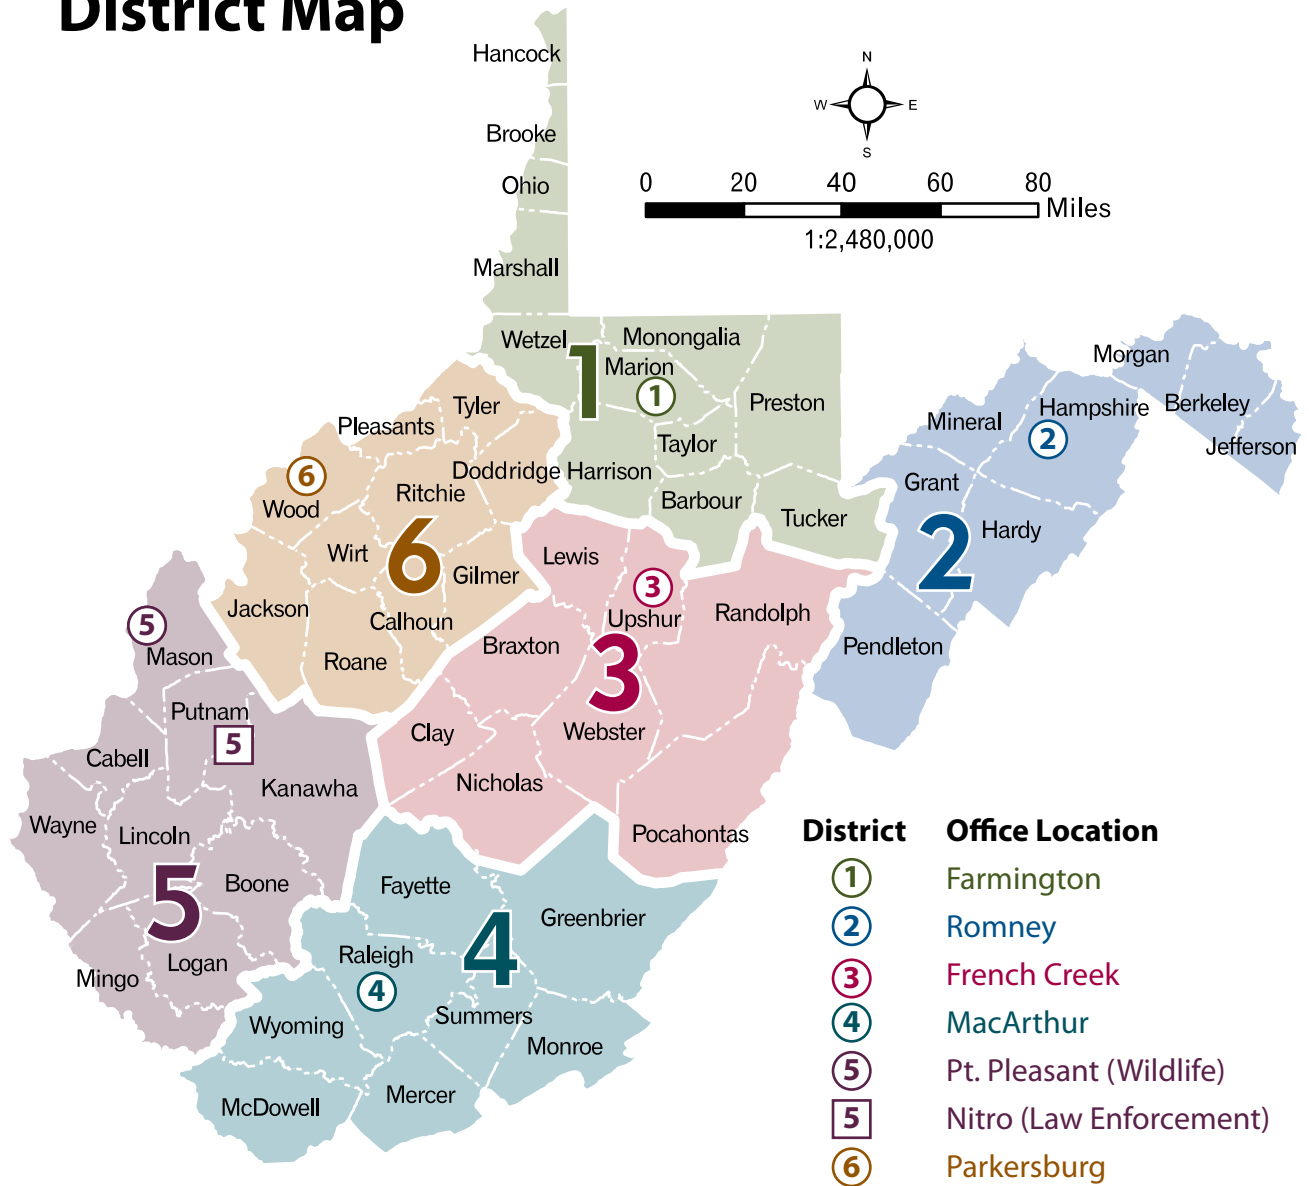 District Map
Hancock
N
W E
S
Brooke
Ohio
0 20 40 60 80
Miles
1:2,480,000
Marshall
Wetzel
Monongalia
1
Marion
1
Preston
Morgan
Berkeley
Jefferson
Mineral
Hampshire
2
Grant
Hardy
2
Pendleton
Tyler
Pleasants
Doddridge
Harrison
Taylor
Barbour
Tucker
6
Wood
Ritchie
Wirt
6
Gilmer
Jackson
Calhoun
Roane
Lewis
3
Upshur
Randolph
Braxton
3
Clay
Webster
Nicholas
Pocahontas
5
Mason
Putnam
5
Cabell
Kanawha
Wayne
Lincoln
5
Boone
Mingo
Logan
Fayette
Greenbrier
4
Raleigh
4
Summers
Wyoming
Monroe
McDowell
Mercer
District Office Location
1 Farmington
2 Romney
3 French Creek
4 MacArthur
5 Pt. Pleasant (Wildlife)
5 Nitro (Law Enforcement)
6 Parkersburg